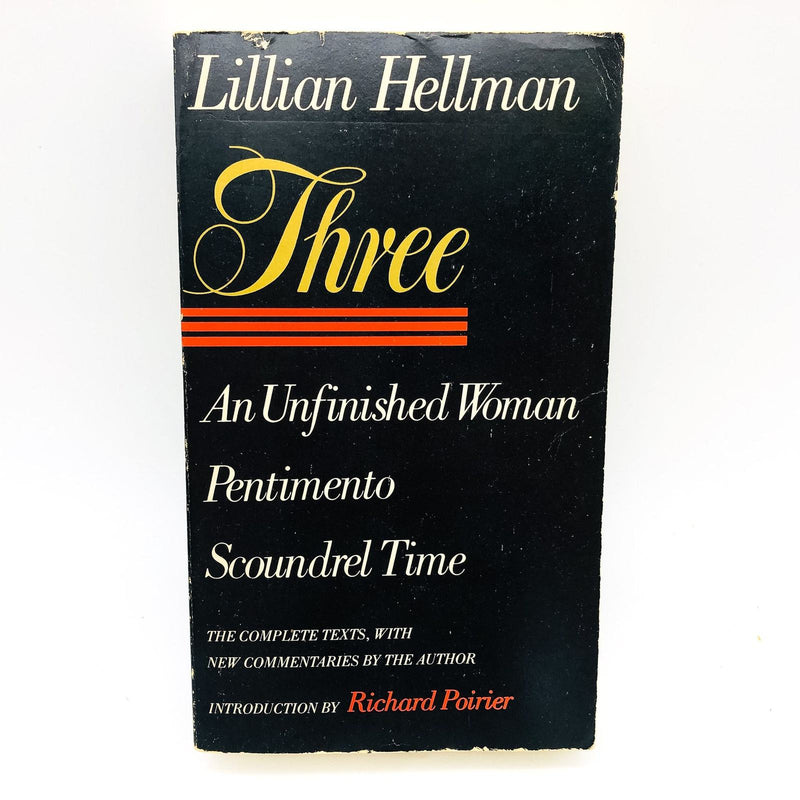 Lillian Hellman
Three
An Unfinished Woman
Pentimento
Scoundrel Time
THE COMPLETE TEXTS, WITH
NEW COMMENTARIES BY THE AUTHOR
INTRODUCTION BY Richard Poirier